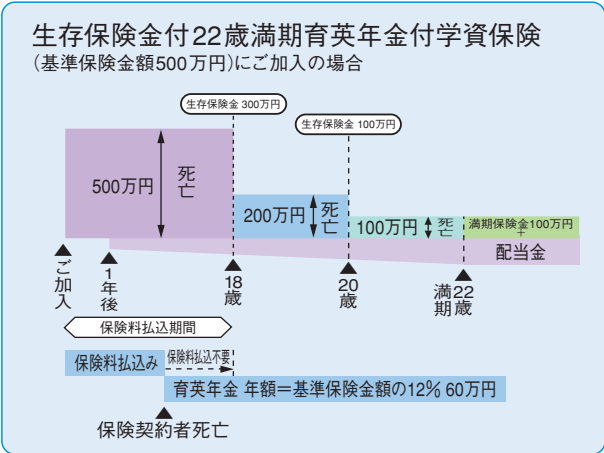 生存保険金付22歳満期育英年金付学資保険
（基準保険金額500万円）にご加入の場合
生存保険金 300万円
生存保険金 100万円
500万円
死亡
200万円
死亡
100万円
死亡
満期保険金100万円
+
配当金
ご加入
1年後
18歳
20歳
満期
22歳
保険料払込期間
保険料払込み
保険料払込不要
育英年金 年額＝基準保険金額の12% 60万円
保険契約者死亡